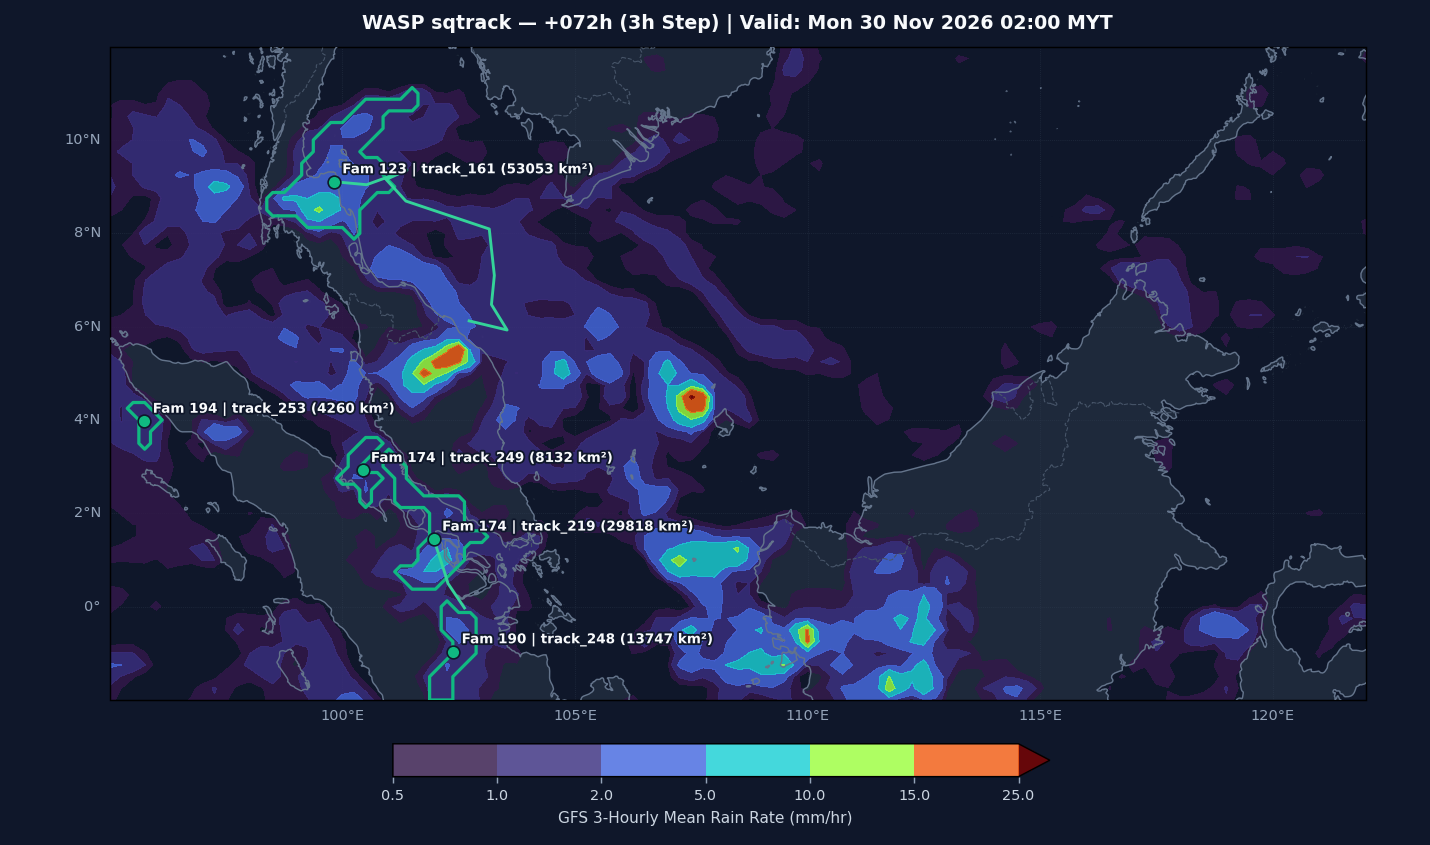 WASP sqtrack — +072h (3h Step) | Valid: Mon 30 Nov 2026 02:00 MYT
10°N
8°N
6°N
4°N
2°N
0°
Fam 123 | track_161 (53053 km²)
Fam 194 | track_253 (4260 km²)
Fam 174 | track_249 (8132 km²)
Fam 174 | track_219 (29818 km²)
Fam 190 | track_248 (13747 km²)
100°E 105°E 110°E 115°E 120°E
0.5 1.0 2.0 5.0 10.0 15.0 25.0
GFS 3-Hourly Mean Rain Rate (mm/hr)